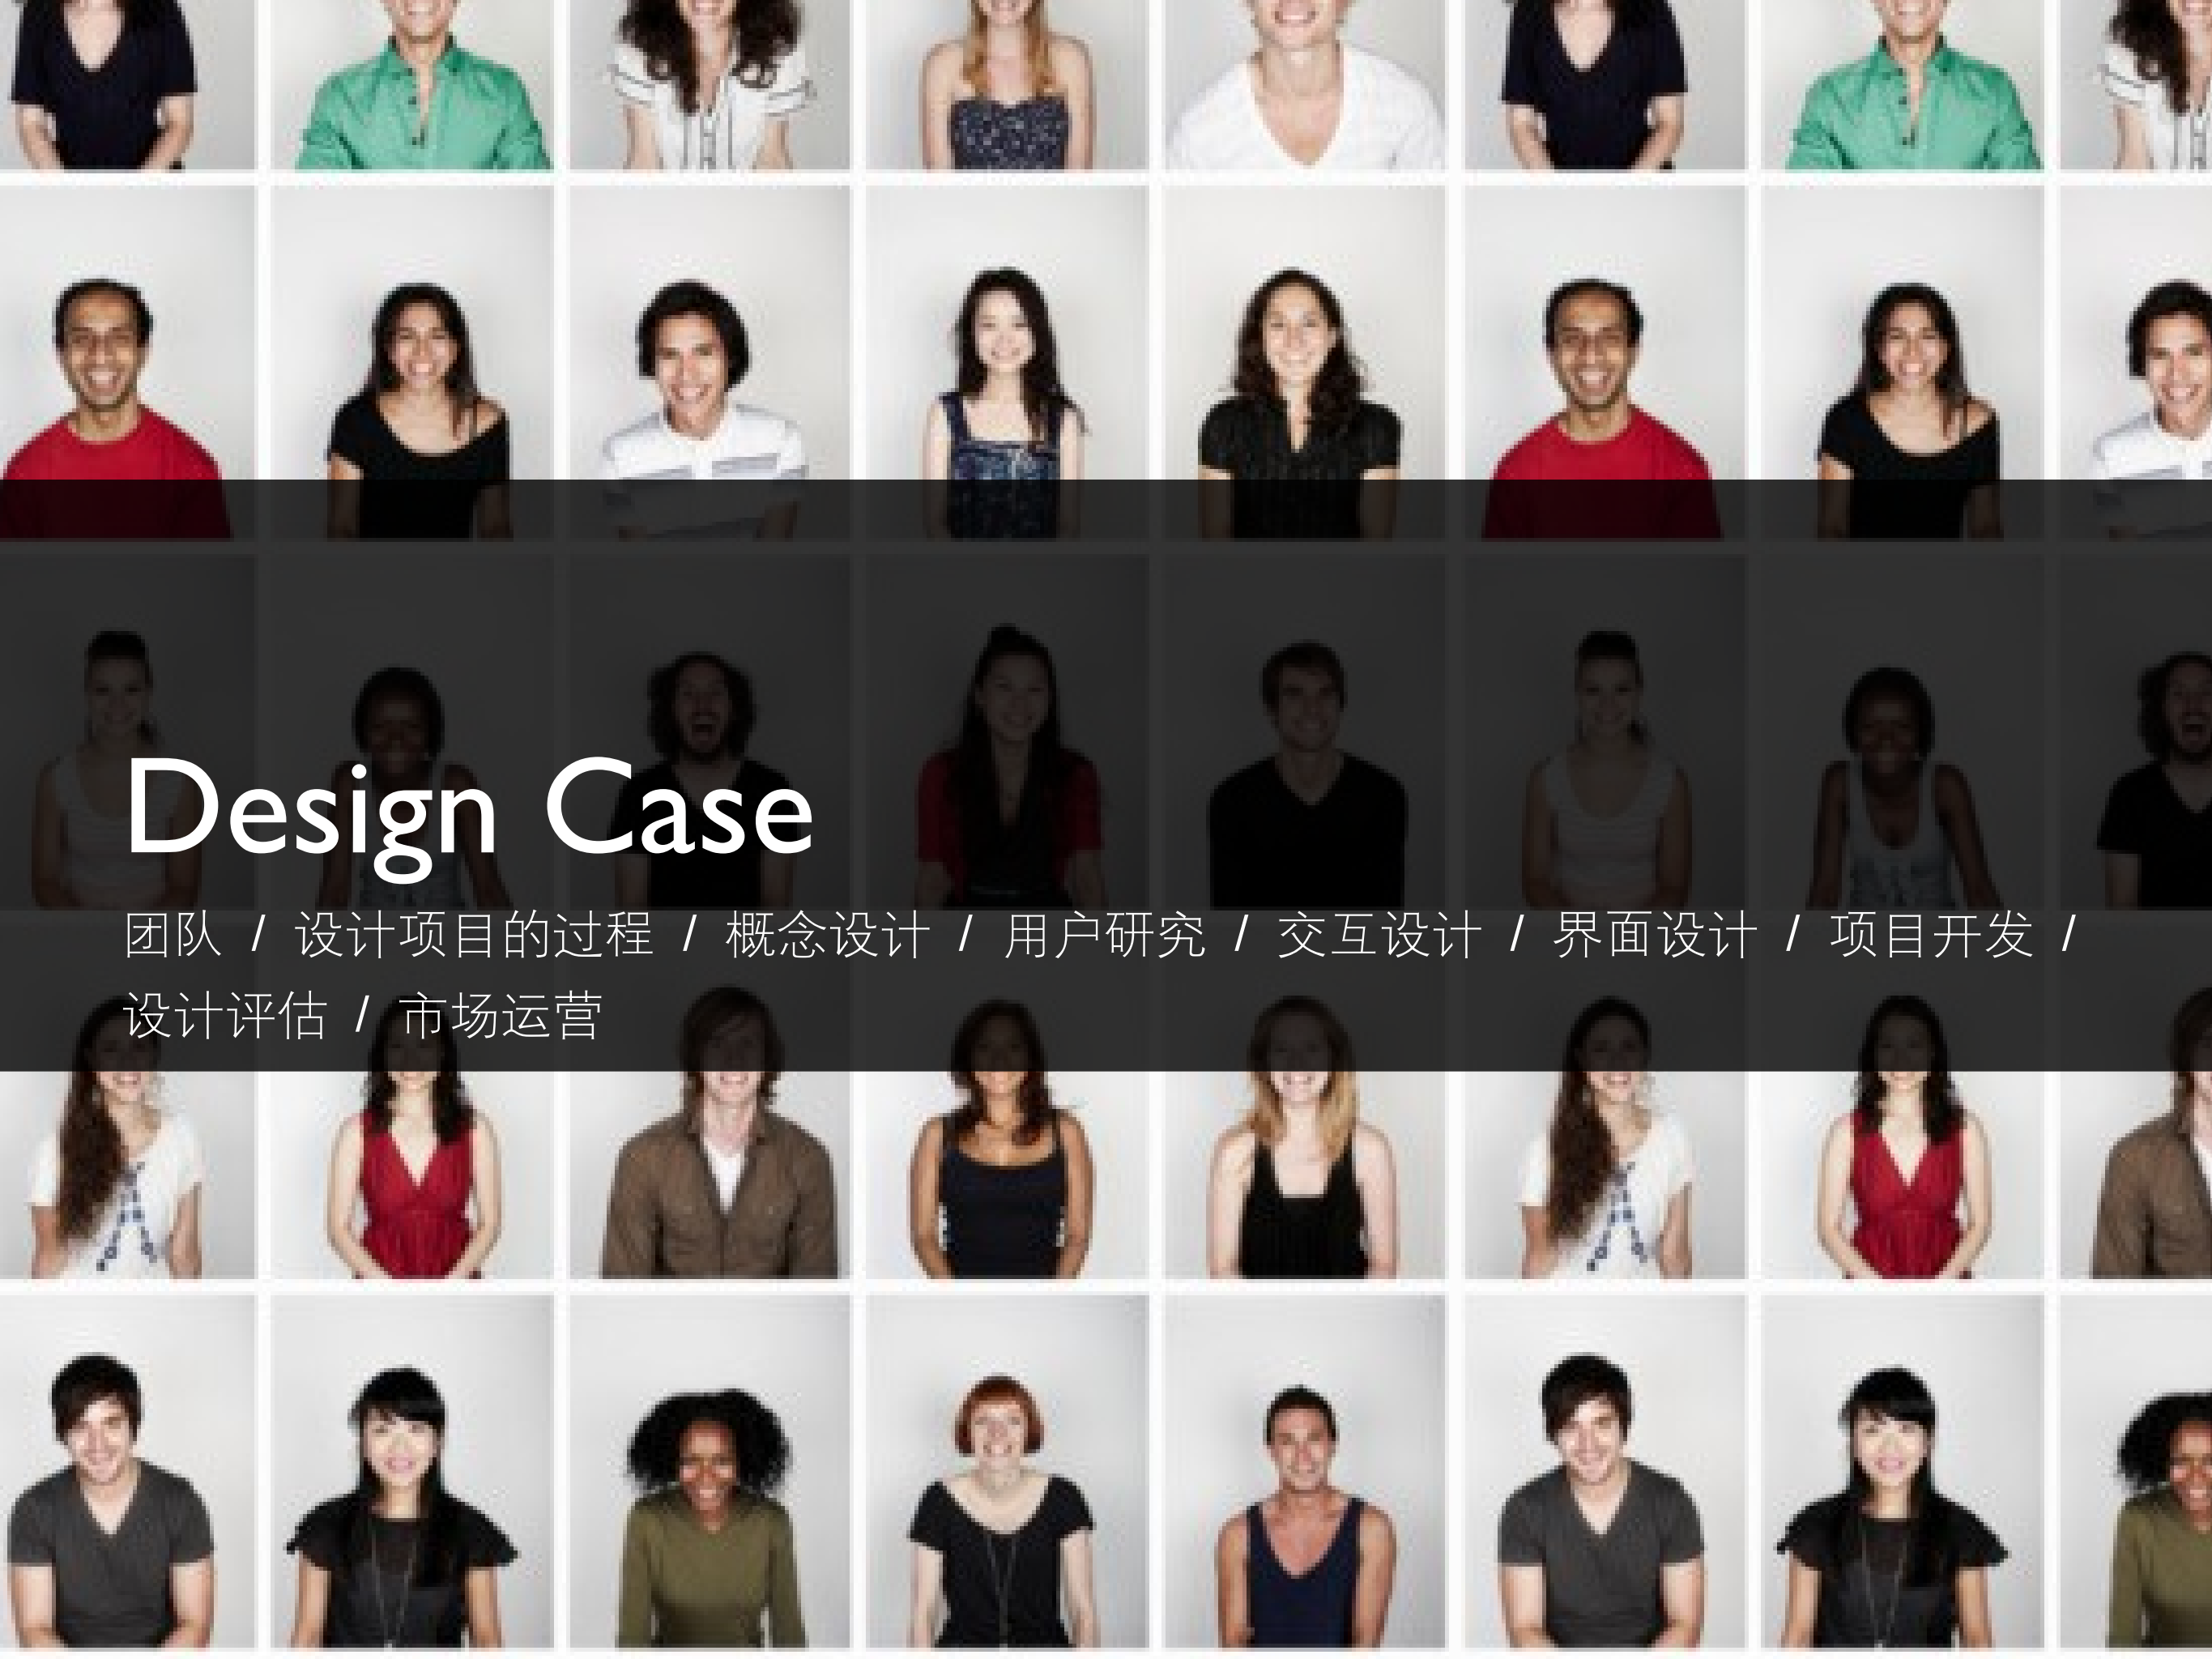 Design Case
团队 / 设计项目的过程 / 概念设计 / 用户研究 / 交互设计 / 界面设计 / 项目开发 /
设计评估 / 市场运营